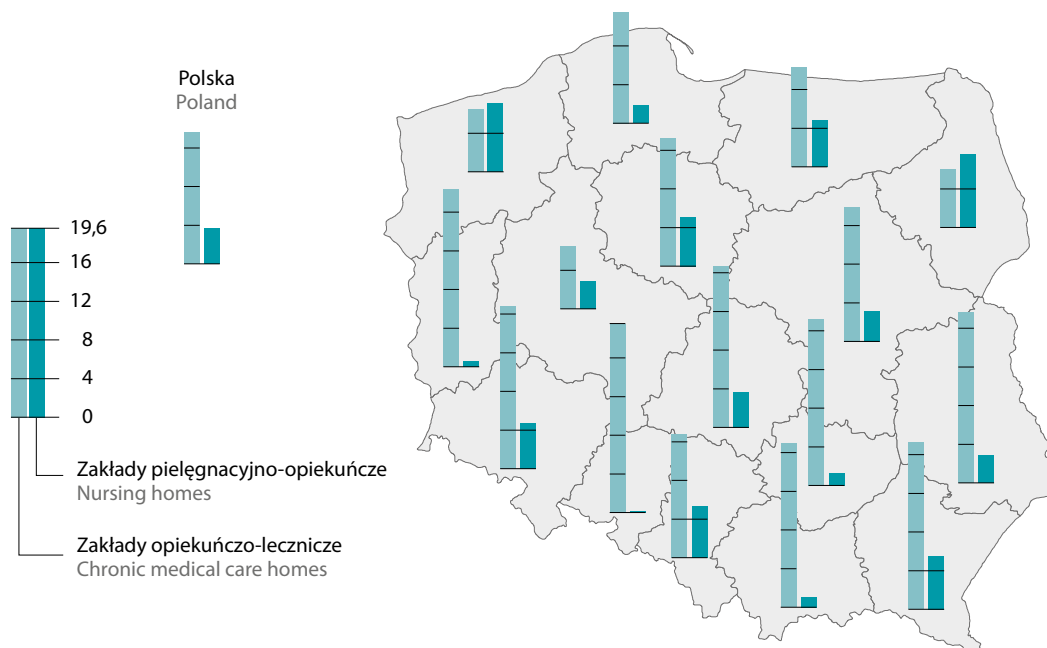 Polska
Poland
19,6
16
12
8
4
0
Zakłady pielęgnacyjno-opiekuńcze
Nursing homes
Zakłady opiekuńczo-lecznicze
Chronic medical care homes